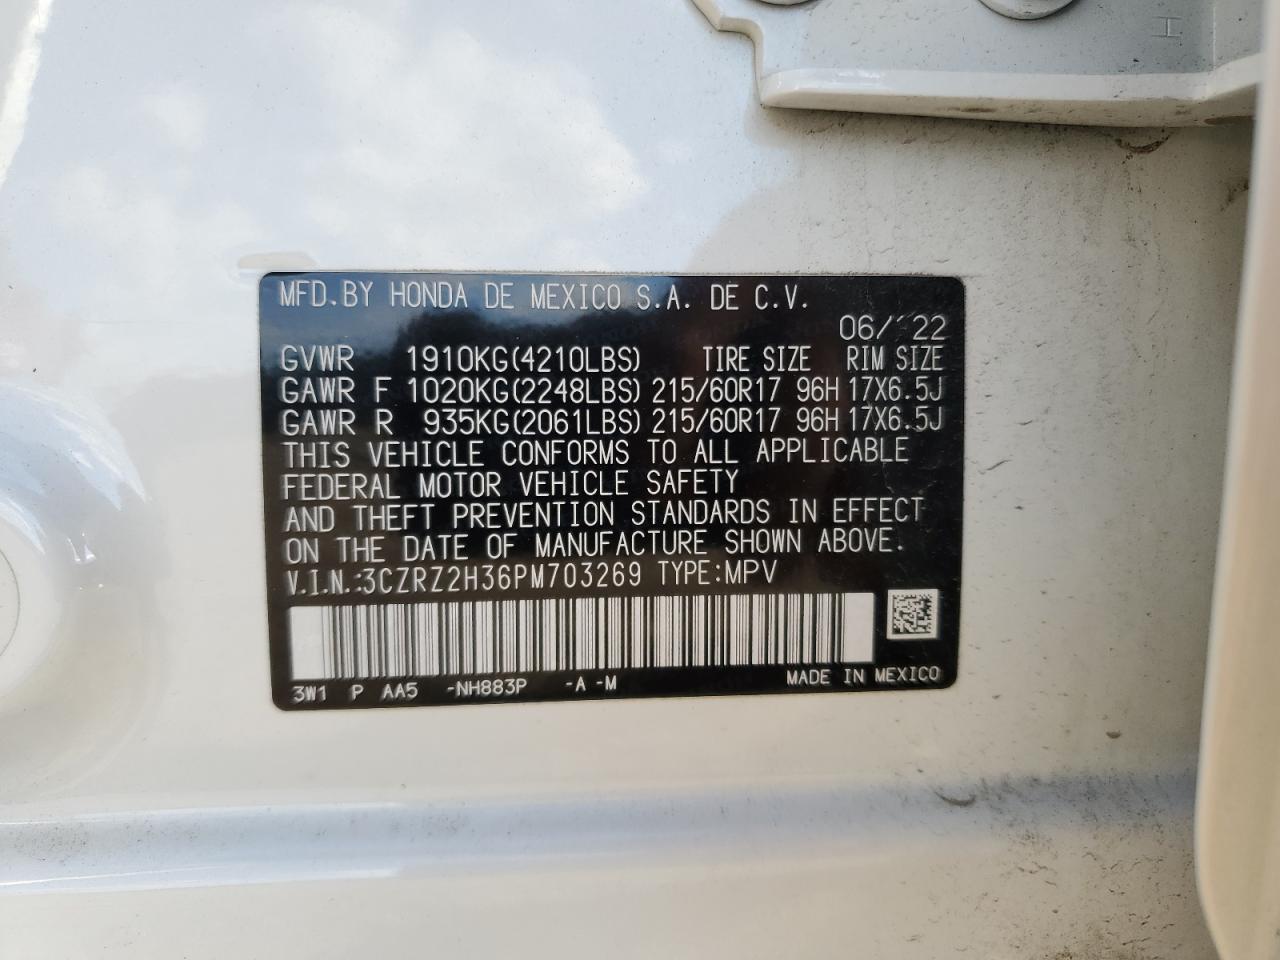 MFD.BY HONDA DE MEXICO S.A. DE C.V.
06/ 22
GVWR 1910KG(4210LBS) TIRE SIZE RIM SIZE
GAWR F 1020KG(2248LBS) 215/60R17 96H 17X6.5J
GAWR R 935KG(2061LBS) 215/60R17 96H 17X6.5J
THIS VEHICLE CONFORMS TO ALL APPLICABLE
FEDERAL MOTOR VEHICLE SAFETY
AND THEFT PREVENTION STANDARDS IN EFFECT
ON THE DATE OF MANUFACTURE SHOWN ABOVE.
V.I.N.:3CZRZ2H36PM703269 TYPE:MPV
3W1 P AA5 -NH883P -A -M MADE IN MEXICO